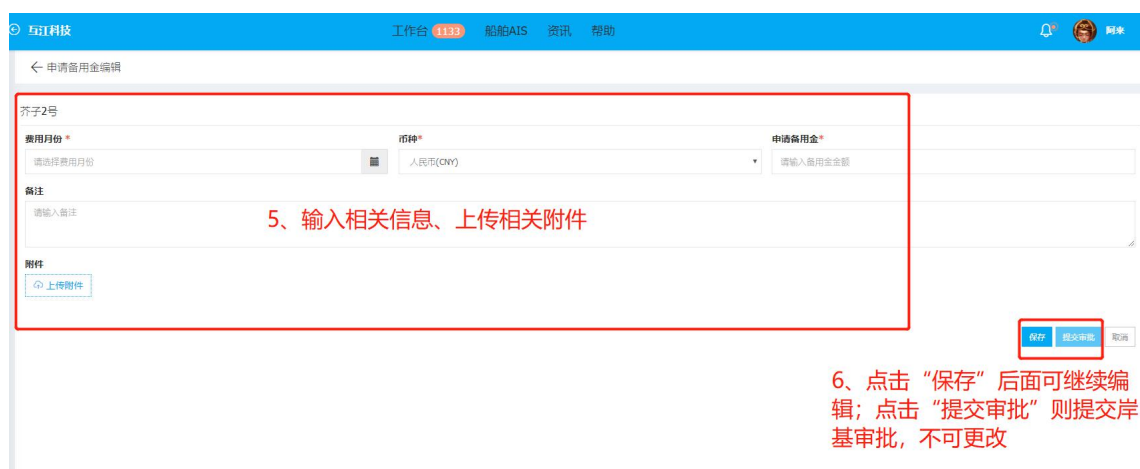 互江科技 工作台 1133 船舶AIS 资讯 帮助 阿来
申请备用金编辑
芥子2号
费用月份 * 币种* 申请备用金*
请选择费用月份 人民币(CNY) 请输入备用金金额
备注
请输入备注
5、输入相关信息、上传相关附件
附件
上传附件
保存 提交审批 取消
6、点击“保存”后面可继续编
辑；点击“提交审批”则提交岸
基审批，不可更改